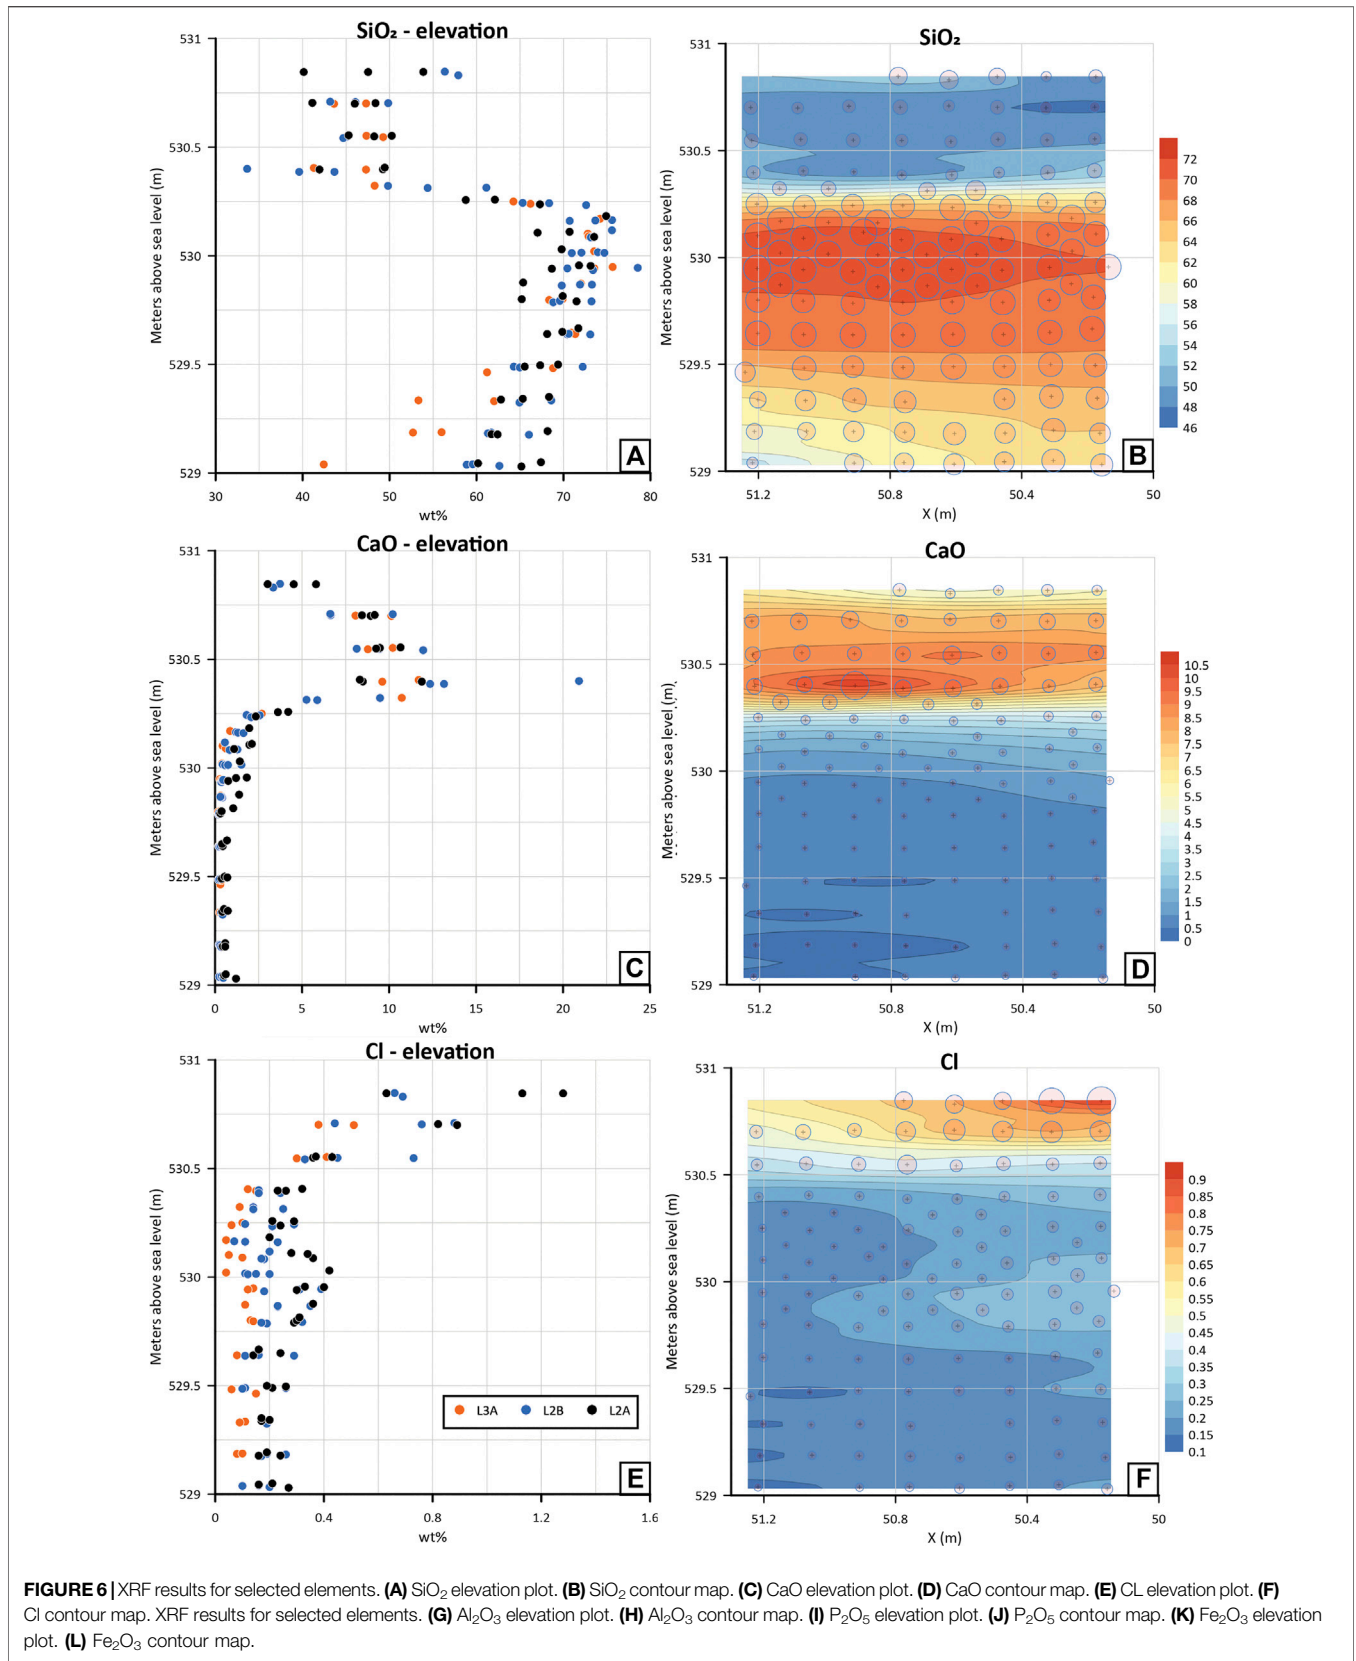 SiO₂ - elevation
531
530.5
530
529.5
529
Meters above sea level (m)
30 40 50 60 70 80
wt%
A
SiO₂
531
530.5
530
529.5
529
Meters above sea level (m)
51.2 50.8 50.4 50
X (m)
B
72
70
68
66
64
62
60
58
56
54
52
50
48
46
CaO - elevation
531
530.5
530
529.5
529
Meters above sea level (m)
0 5 10 15 20 25
wt%
C
CaO
531
530.5
530
529.5
529
Meters above sea level (m)
51.2 50.8 50.4 50
X (m)
D
10.5
10
9.5
9
8.5
8
7.5
7
6.5
6
5.5
5
4.5
4
3.5
3
2.5
2
1.5
1
0.5
0
Cl - elevation
531
530.5
530
529.5
529
Meters above sea level (m)
0 0.4 0.8 1.2 1.6
wt%
L3A L2B L2A
E
Cl
531
530.5
530
529.5
529
Meters above sea level (m)
51.2 50.8 50.4 50
X (m)
F
0.9
0.85
0.8
0.75
0.7
0.65
0.6
0.55
0.5
0.45
0.4
0.35
0.3
0.25
0.2
0.15
0.1
FIGURE 6 | XRF results for selected elements. (A) SiO₂ elevation plot. (B) SiO₂ contour map. (C) CaO elevation plot. (D) CaO contour map. (E) CL elevation plot. (F)
Cl contour map. XRF results for selected elements. (G) Al₂O₃ elevation plot. (H) Al₂O₃ contour map. (I) P₂O₅ elevation plot. (J) P₂O₅ contour map. (K) Fe₂O₃ elevation
plot. (L) Fe₂O₃ contour map.